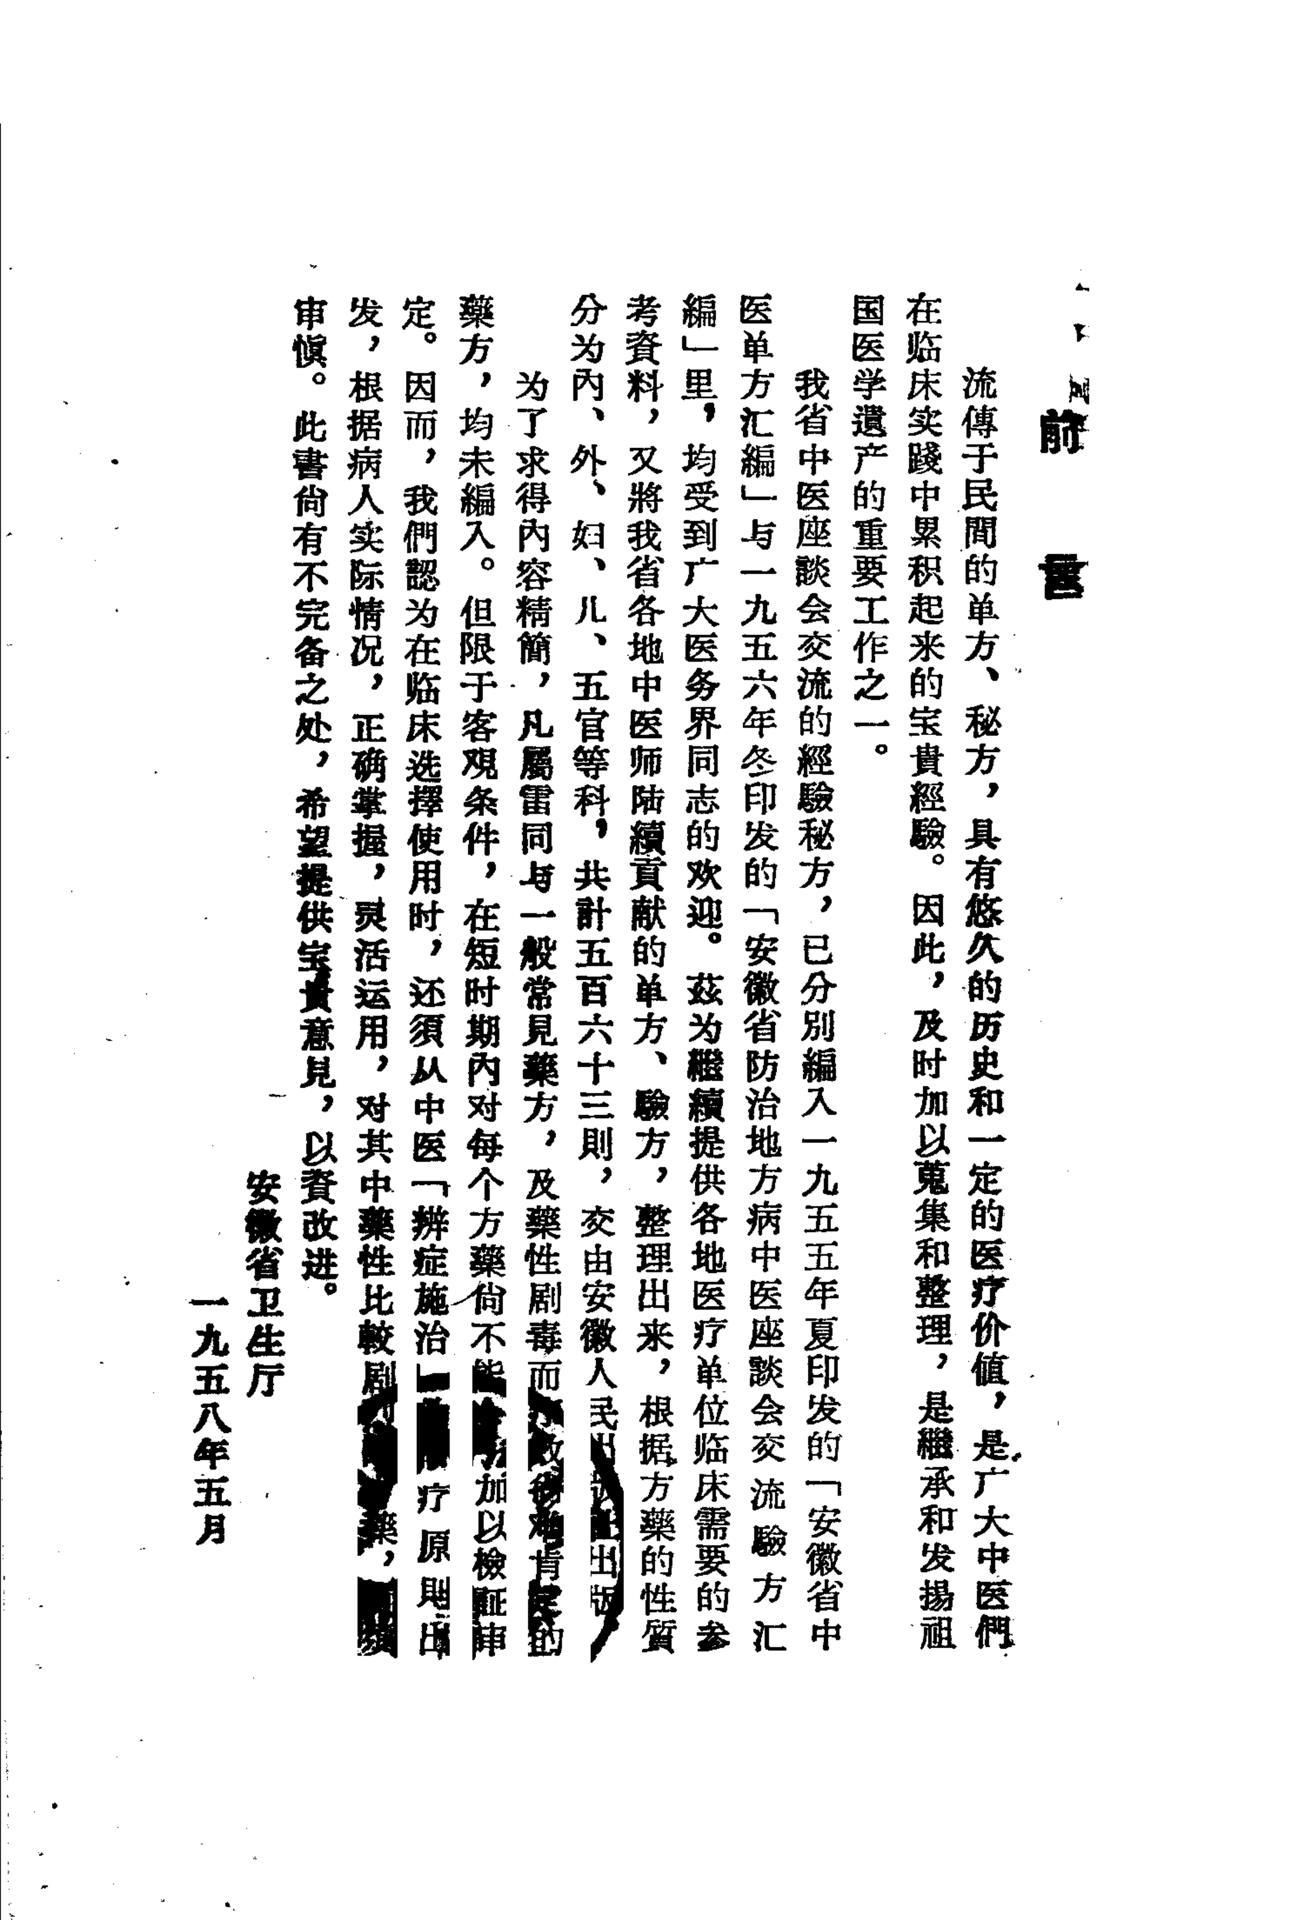 前言
流傳于民間的单方、秘方，具有悠久的历史和一定的医疗价值，是广大中医們
在临床实踐中累积起来的宝貴經驗。因此，及时加以蒐集和整理，是繼承和发揚祖
国医学遺产的重要工作之一。
我省中医座談会交流的經驗秘方，已分別編入一九五五年夏印发的「安徽省中
医单方汇編」与一九五六年冬印发的「安徽省防治地方病中医座談会交流驗方汇
編」里，均受到广大医务界同志的欢迎。茲为繼續提供各地医疗单位临床需要的参
考資料，又將我省各地中医师陆續貢献的单方、驗方，整理出来，根据方藥的性質
分为內、外、妇、儿、五官等科，共計五百六十三則，交由安徽人民出版社出版。
为了求得內容精簡，凡屬雷同与一般常見藥方，及藥性剧毒而肯定的
藥方，均未編入。但限于客观条件，在短时期內对每个方藥尙不能加以檢証审
定。因而，我們認为在临床选擇使用时，还須从中医「辨症施治」疗原則出
发，根据病人实际情况，正确掌握，灵活运用，对其中藥性比較剧藥，
审愼。此書尙有不完备之处，希望提供宝貴意見，以資改进。
安徽省卫生厅
一九五八年五月